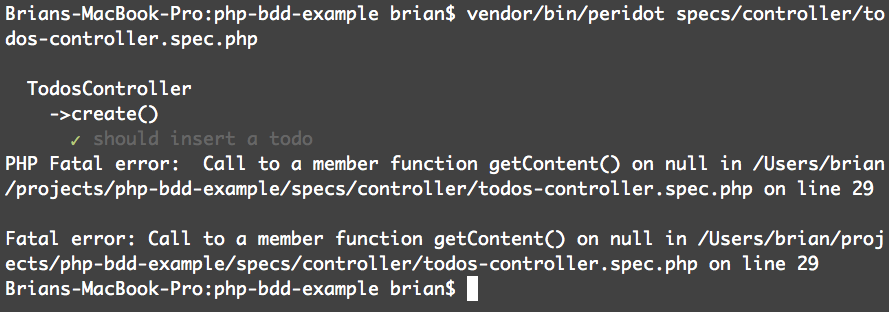 Brians-MacBook-Pro:php-bdd-example brian$ vendor/bin/peridot specs/controller/to
dos-controller.spec.php
TodosController
->create()
✓ should insert a todo
PHP Fatal error:  Call to a member function getContent() on null in /Users/brian
/projects/php-bdd-example/specs/controller/todos-controller.spec.php on line 29
Fatal error: Call to a member function getContent() on null in /Users/brian/proj
ects/php-bdd-example/specs/controller/todos-controller.spec.php on line 29
Brians-MacBook-Pro:php-bdd-example brian$